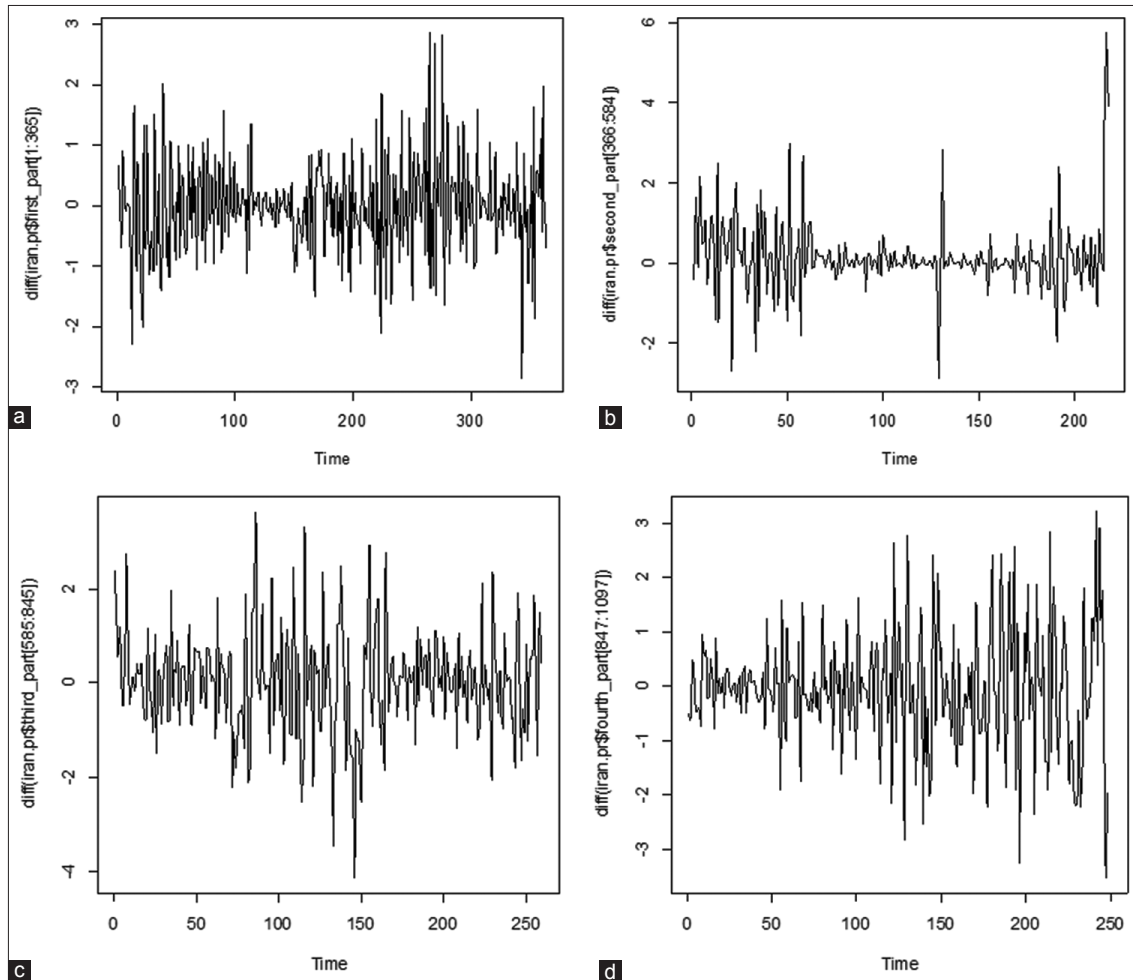 diff(iran.pr$first_part[1:365])
3
2
1
0
-1
-2
-3
0 100 200 300
Time
a
diff(iran.pr$second_part[366:584])
6
4
2
0
-2
0 50 100 150 200
Time
b
diff(iran.pr$third_part[585:845])
2
0
-2
-4
0 50 100 150 200 250
Time
c
diff(iran.pr$fourth_part[847:1097])
3
2
1
0
-1
-2
-3
0 50 100 150 200 250
Time
d